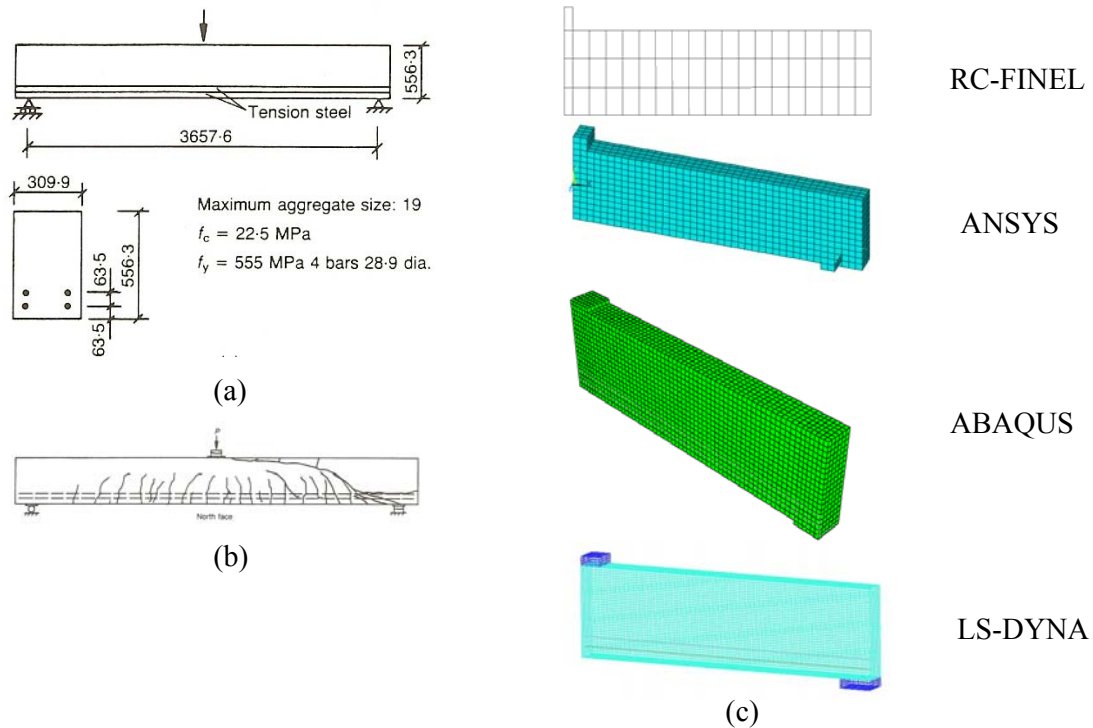 556·3
Tension steel
3657·6
309·9
Maximum aggregate size: 19
f_c = 22·5 MPa
f_y = 555 MPa 4 bars 28·9 dia.
63·5
556·3
63·5
(a)
P
North face
(b)
RC-FINEL
ANSYS
ABAQUS
LS-DYNA
(c)